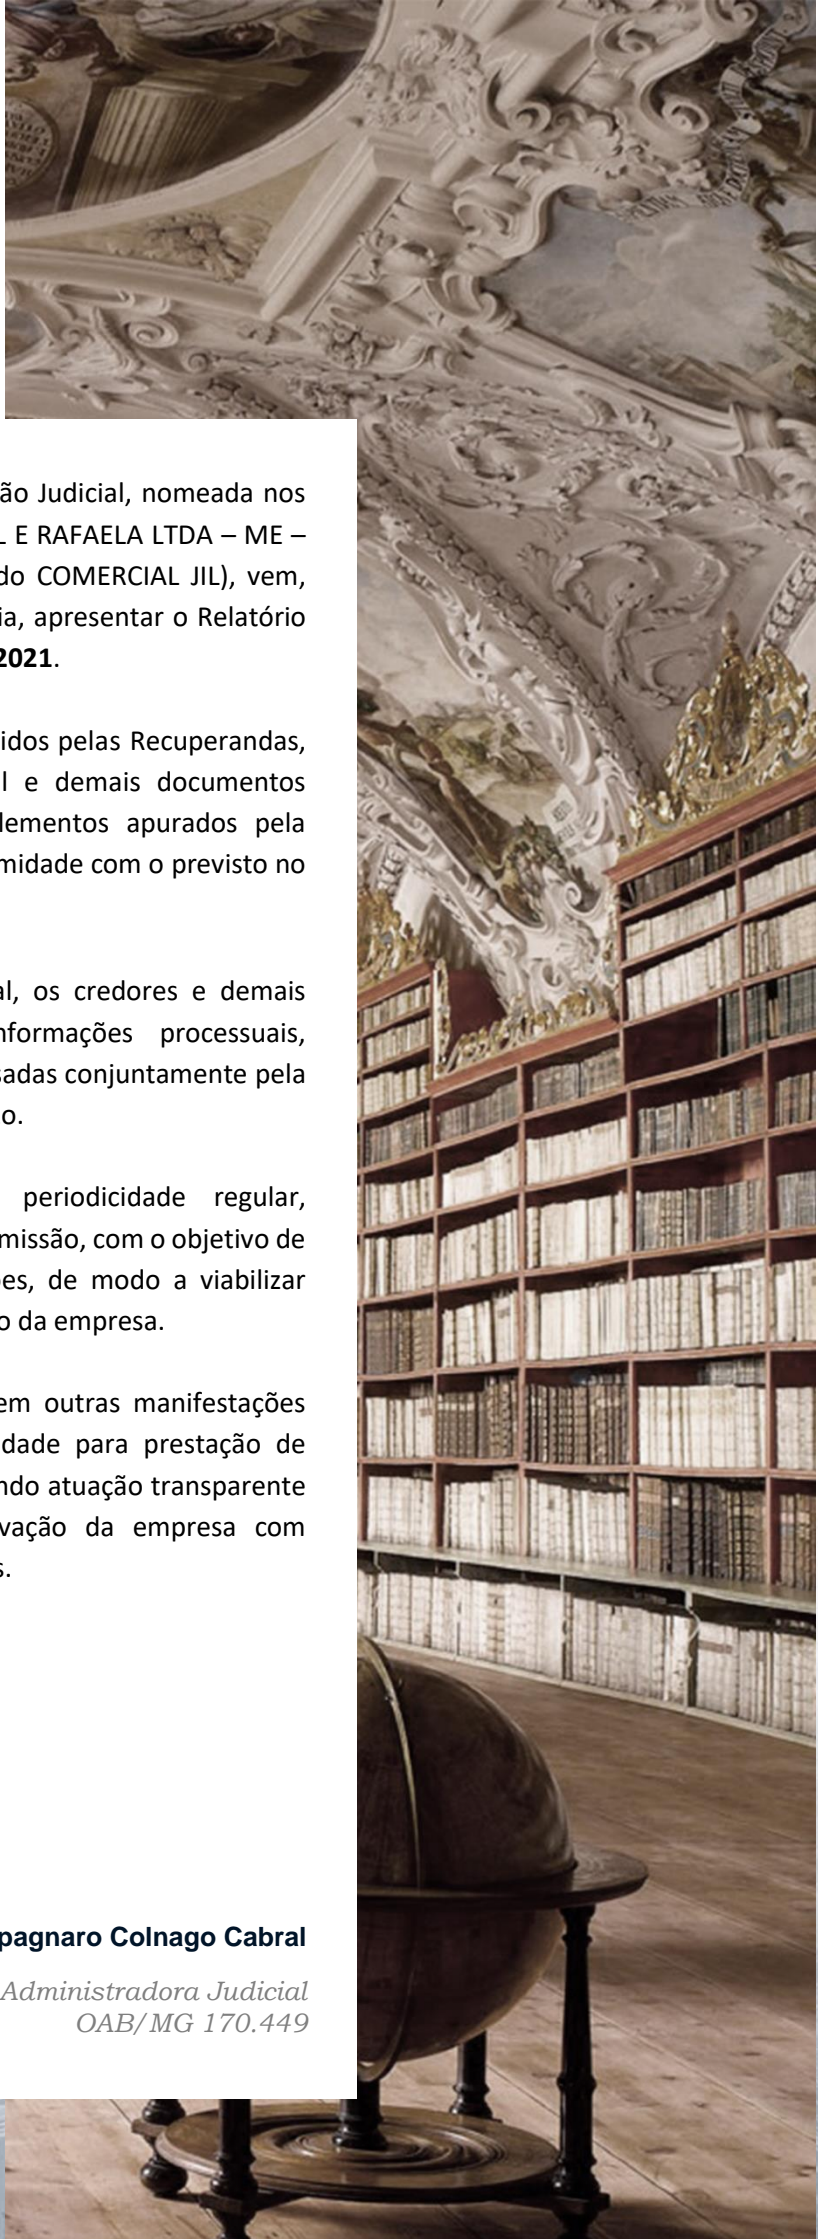 ão Judicial, nomeada nos
L E RAFAELA LTDA – ME –
do COMERCIAL JIL), vem,
ia, apresentar o Relatório
2021.
idos pelas Recuperandas,
l e demais documentos
lementos apurados pela
midade com o previsto no
al, os credores e demais
nformações processuais,
sadas conjuntamente pela
o.
periodicidade regular,
missão, com o objetivo de
es, de modo a viabilizar
o da empresa.
em outras manifestações
dade para prestação de
ndo atuação transparente
vação da empresa com
s.
pagnaro Colnago Cabral
Administradora Judicial
OAB/MG 170.449